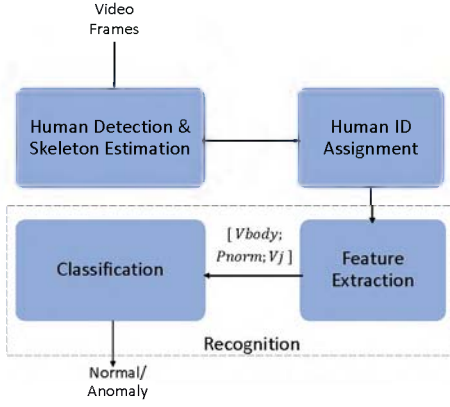 Video
Frames
Human Detection &
Skeleton Estimation
Human ID
Assignment
Classification
[ Vbody;
Pnorm; Vj ]
Feature
Extraction
Recognition
Normal/
Anomaly